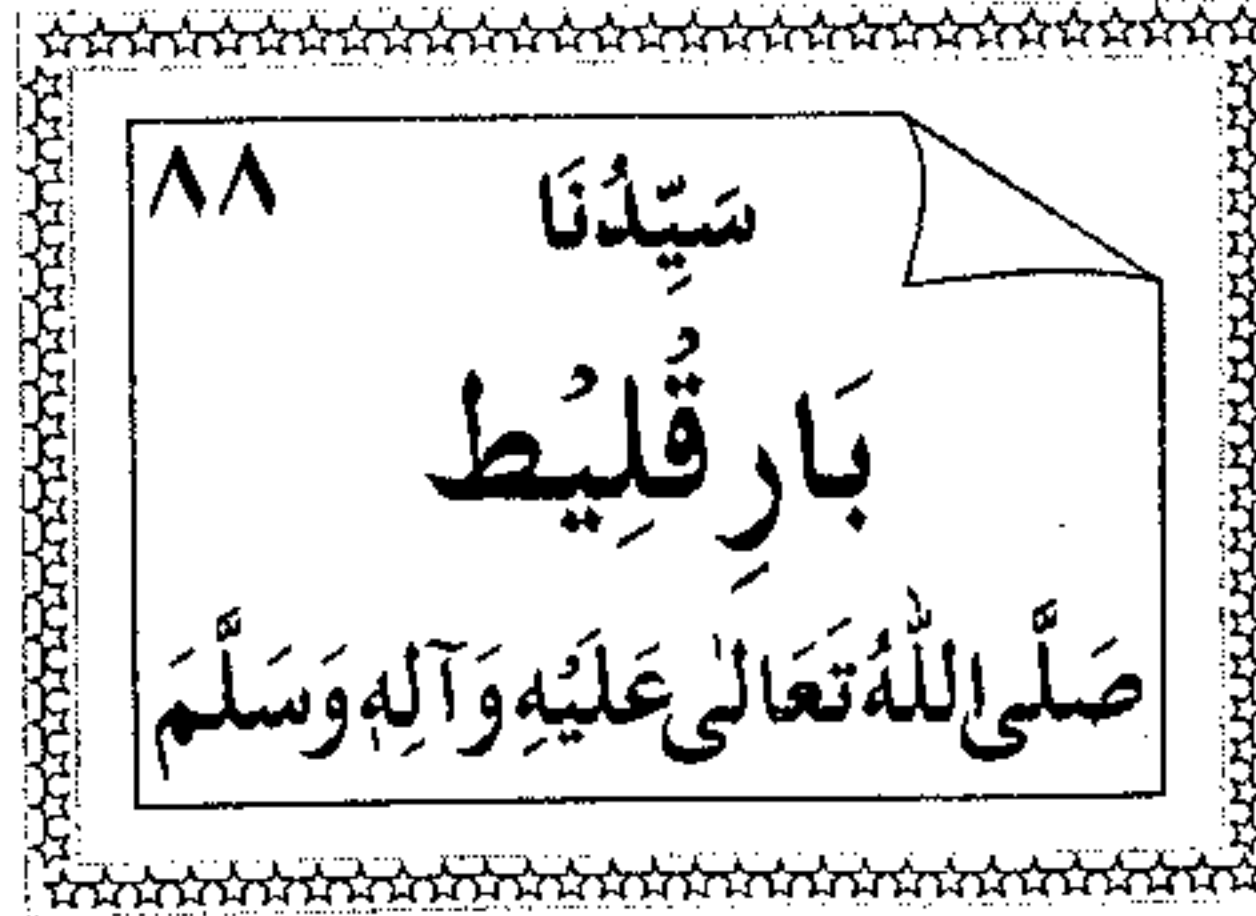 ٨٨
سَيِّدُنَا
بَارِقُلِيْط
صَلَّى اللّٰهُ تَعَالٰى عَلَيْهِ وَآلِهٖ وَسَلَّمَ